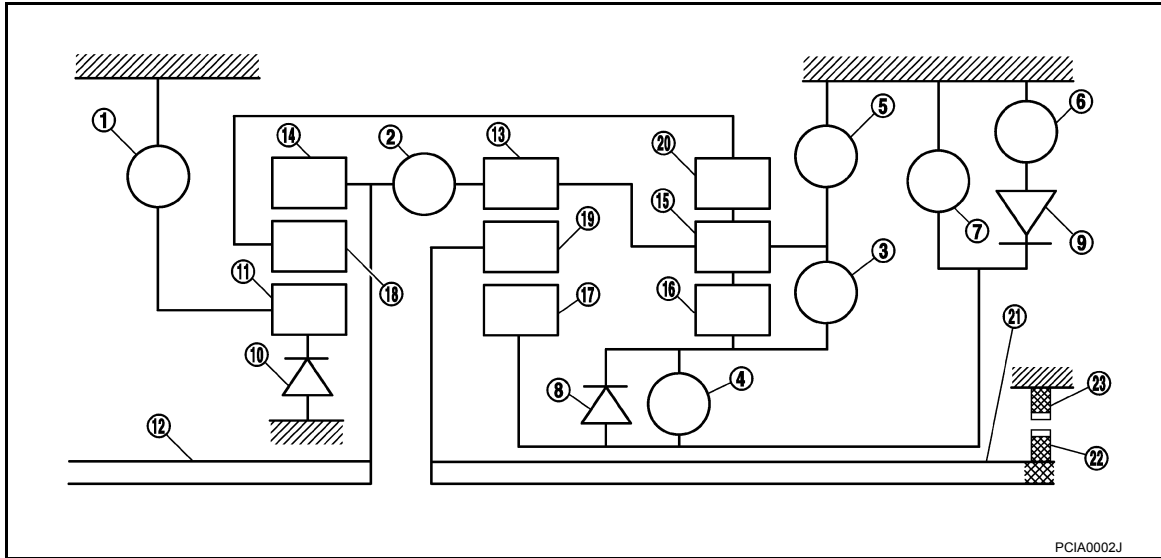 ① ⑭ ② ⑬ ⑳ ⑤ ⑥
⑮ ⑲ ⑦ ⑨
⑪ ⑱ ⑰ ⑯ ③
⑩ ⑧ ④ ㉑
⑫ ㉓
㉒
PCIA0002J